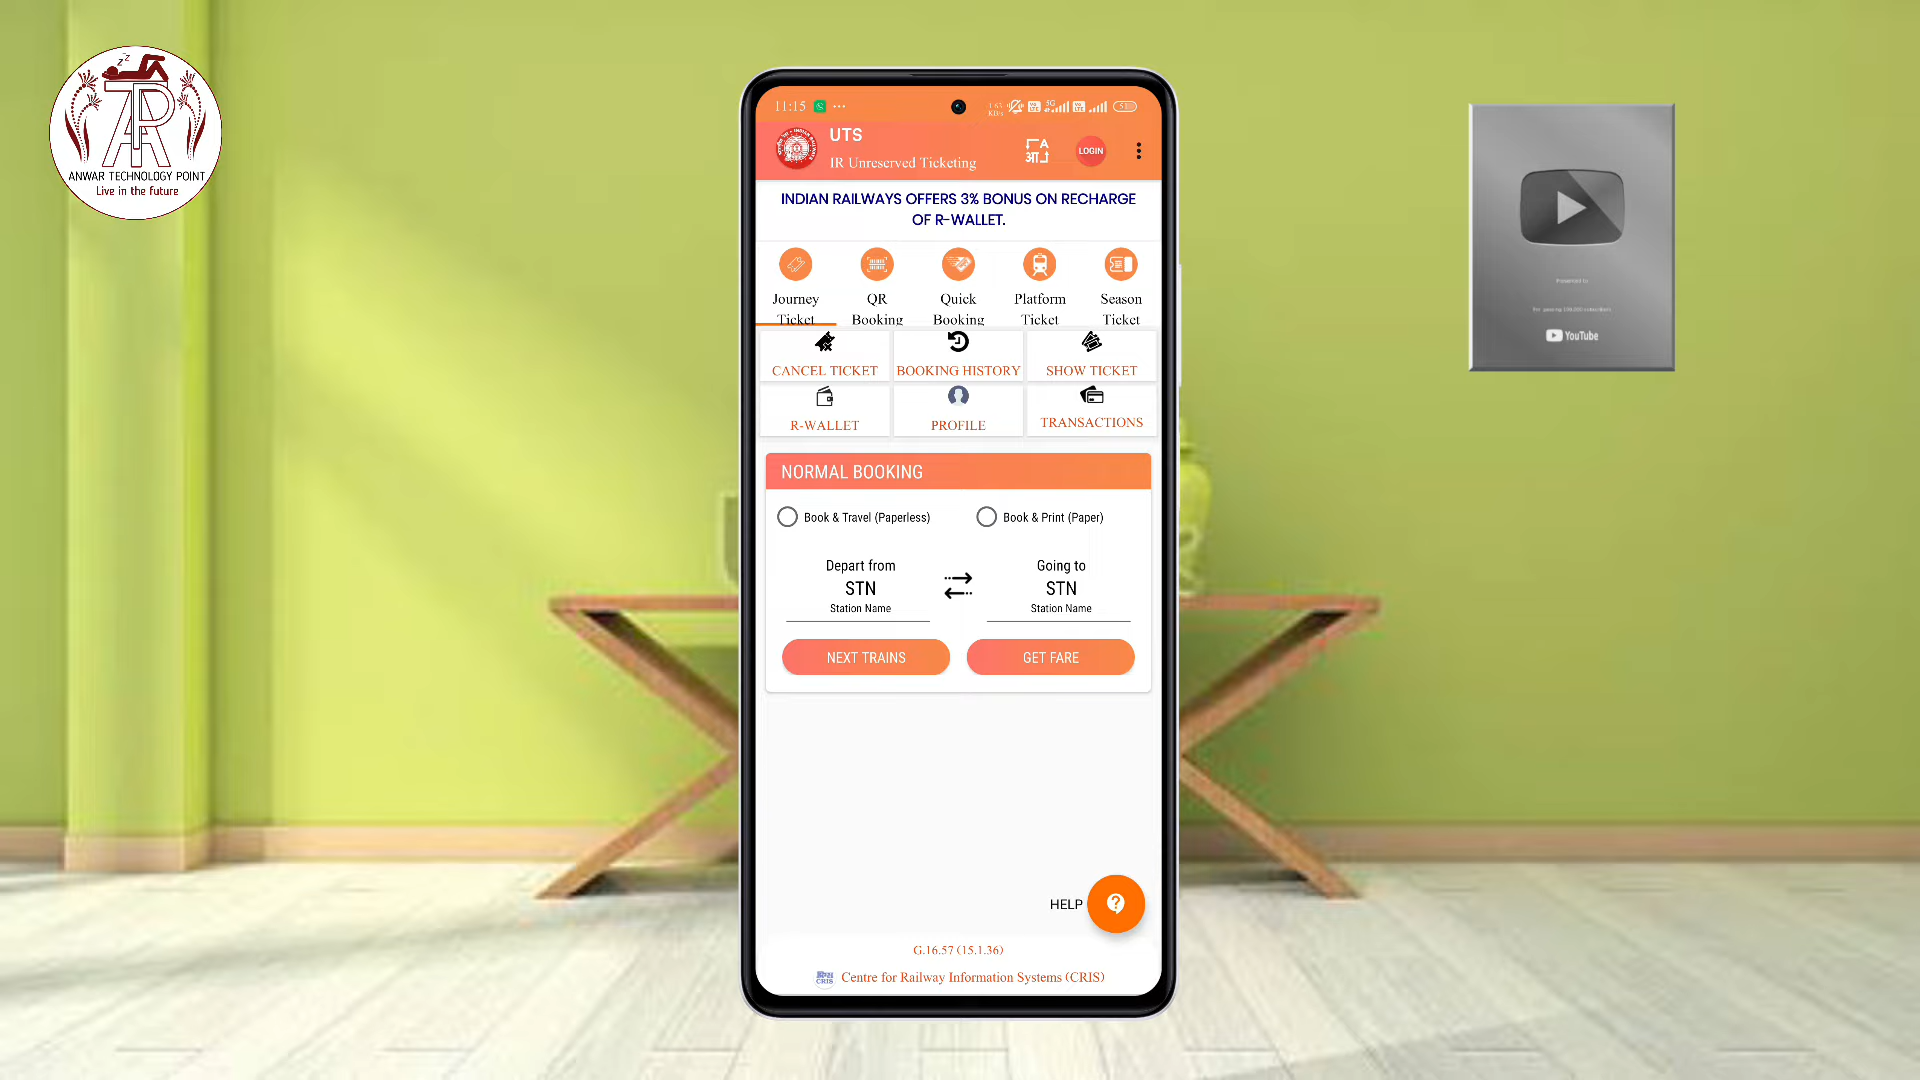 ANWAR TECHNOLOGY POINT
Live in the future
11:15
UTS
IR Unreserved Ticketing
LOGIN
INDIAN RAILWAYS OFFERS 3% BONUS ON RECHARGE
OF R-WALLET.
Journey Ticket
QR Booking
Quick Booking
Platform Ticket
Season Ticket
CANCEL TICKET
BOOKING HISTORY
SHOW TICKET
R-WALLET
PROFILE
TRANSACTIONS
NORMAL BOOKING
Book & Travel (Paperless)
Book & Print (Paper)
Depart from
STN
Station Name
Going to
STN
Station Name
NEXT TRAINS
GET FARE
HELP
G.16.57 (15.1.36)
CRIS
Centre for Railway Information Systems (CRIS)
Presented to
YouTube